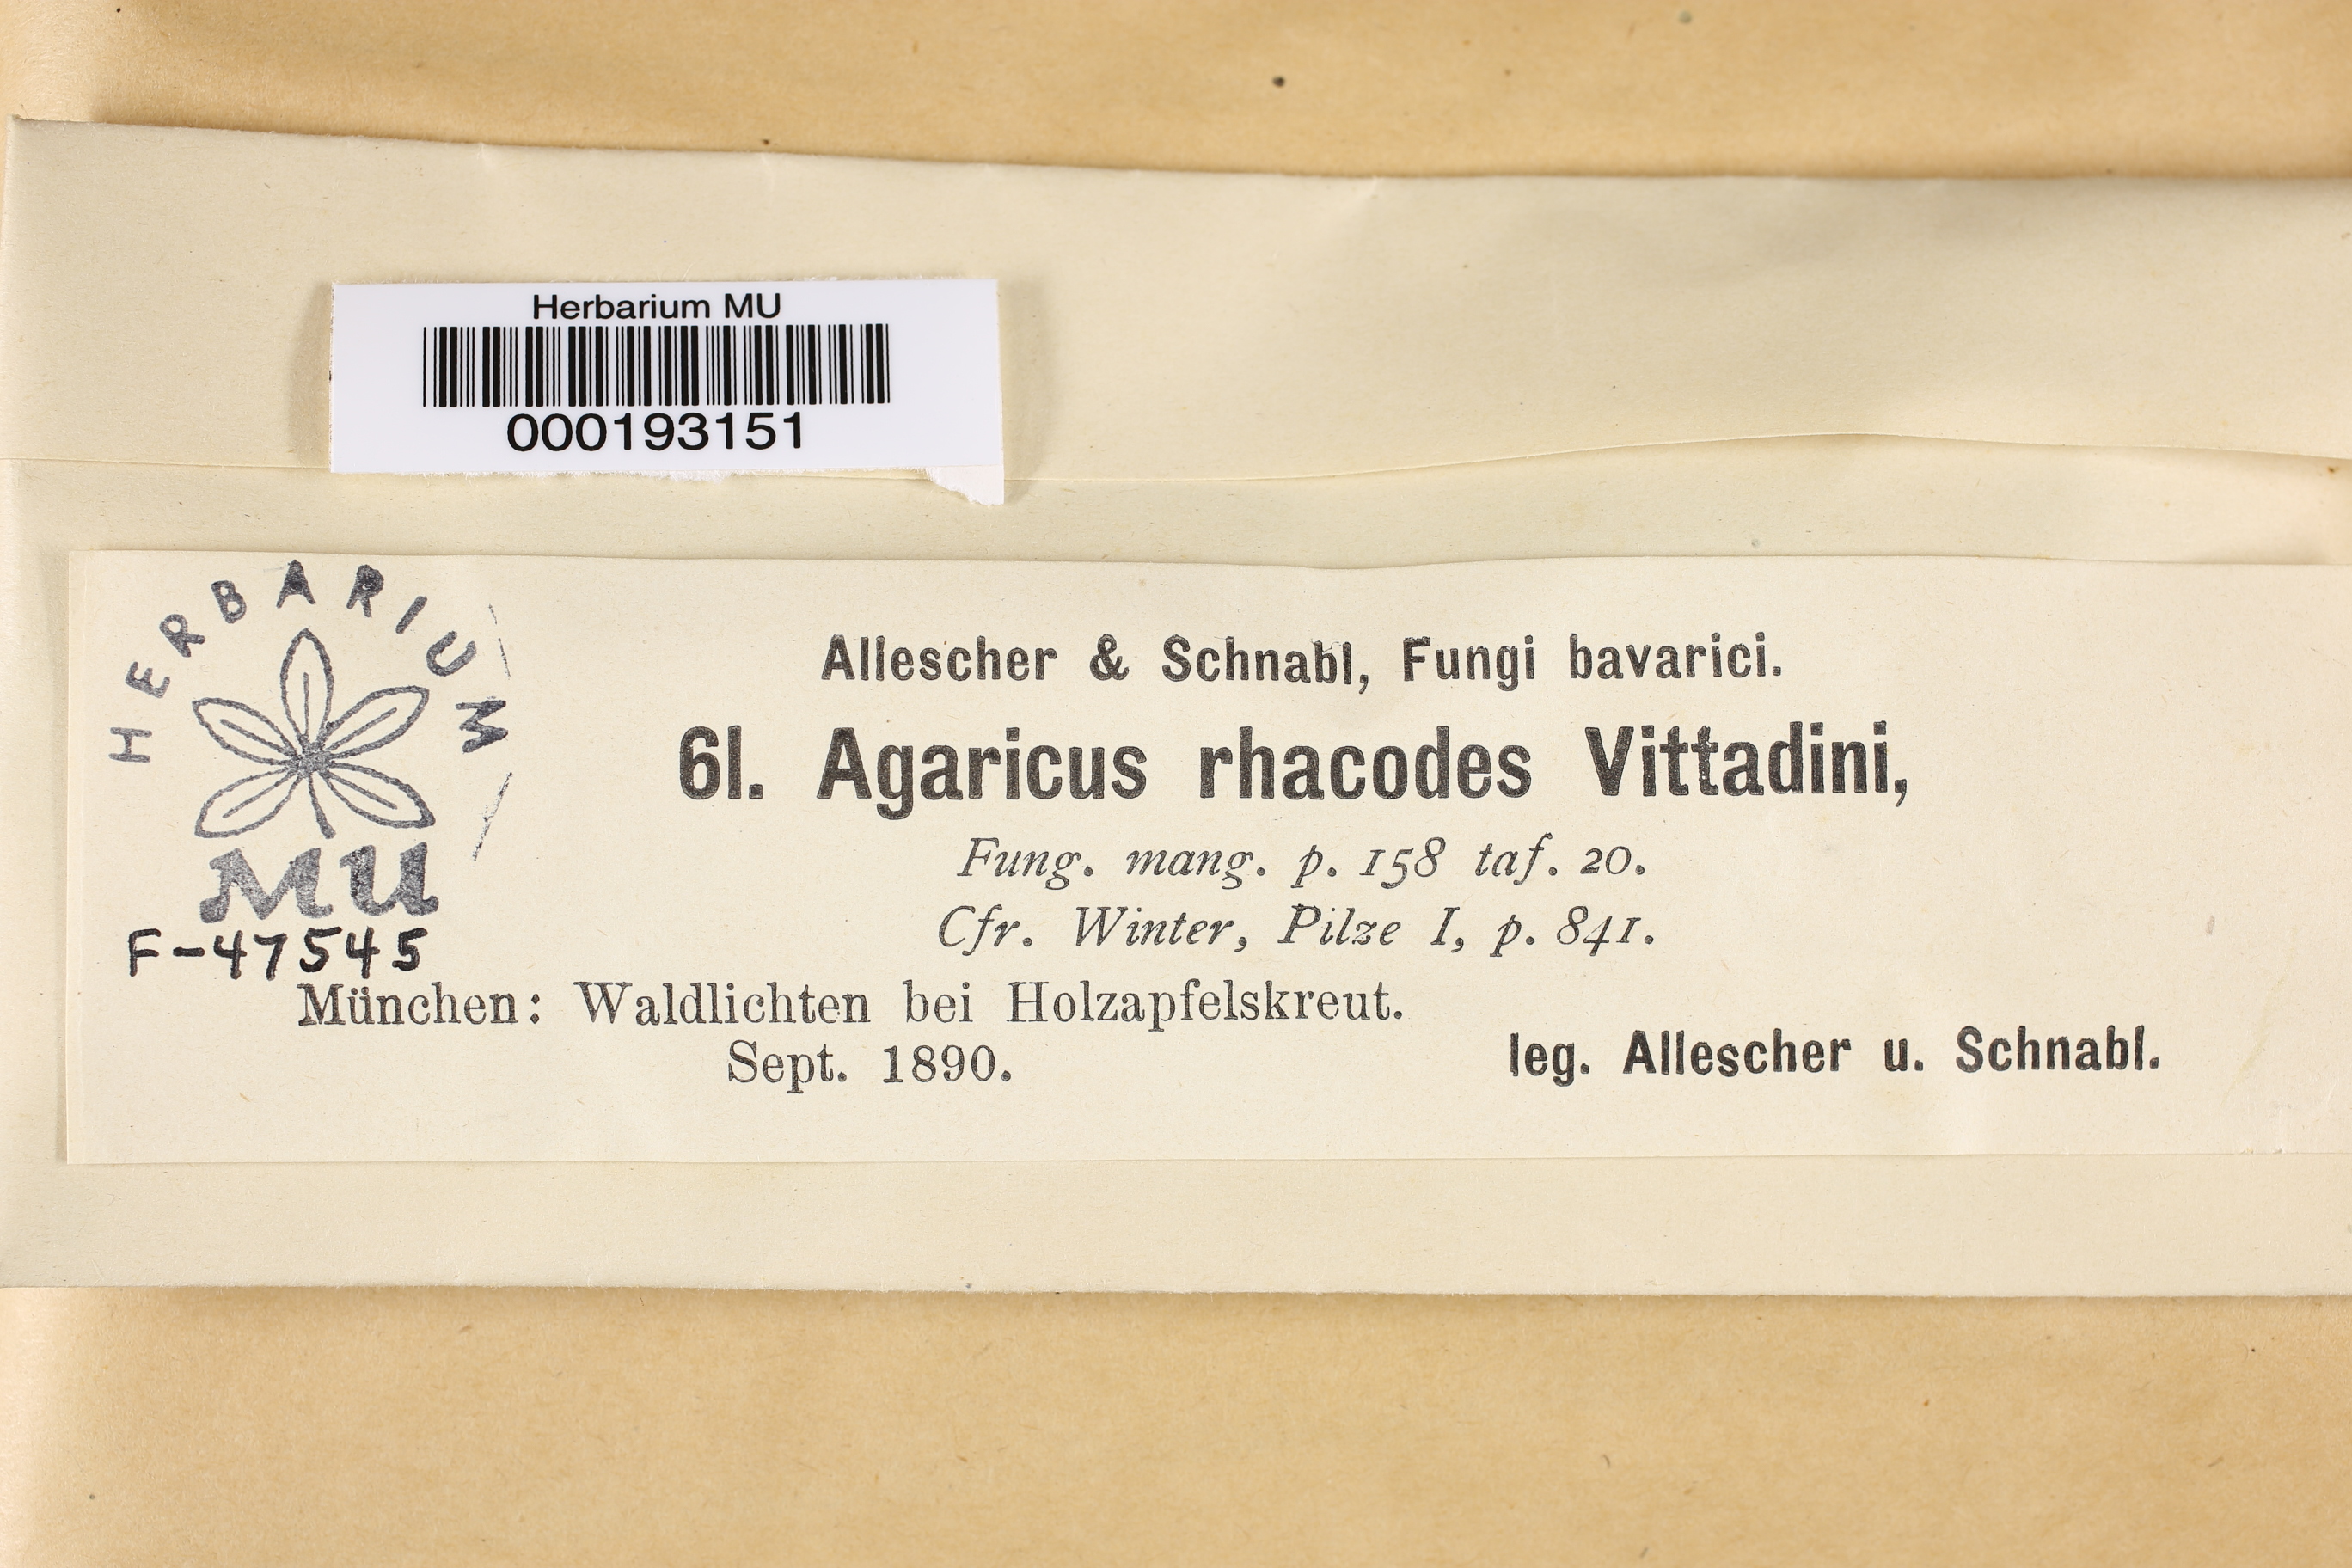 Herbarium MU
000193151
HERBARIUM
MU
F-47545
Allescher & Schnabl, Fungi bavarici.
61. Agaricus rhacodes Vittadini,
Fung. mang. p. 158 taf. 20.
Cfr. Winter, Pilze I, p. 841.
München: Waldlichten bei Holzapfelskreut.
Sept. 1890.
leg. Allescher u. Schnabl.